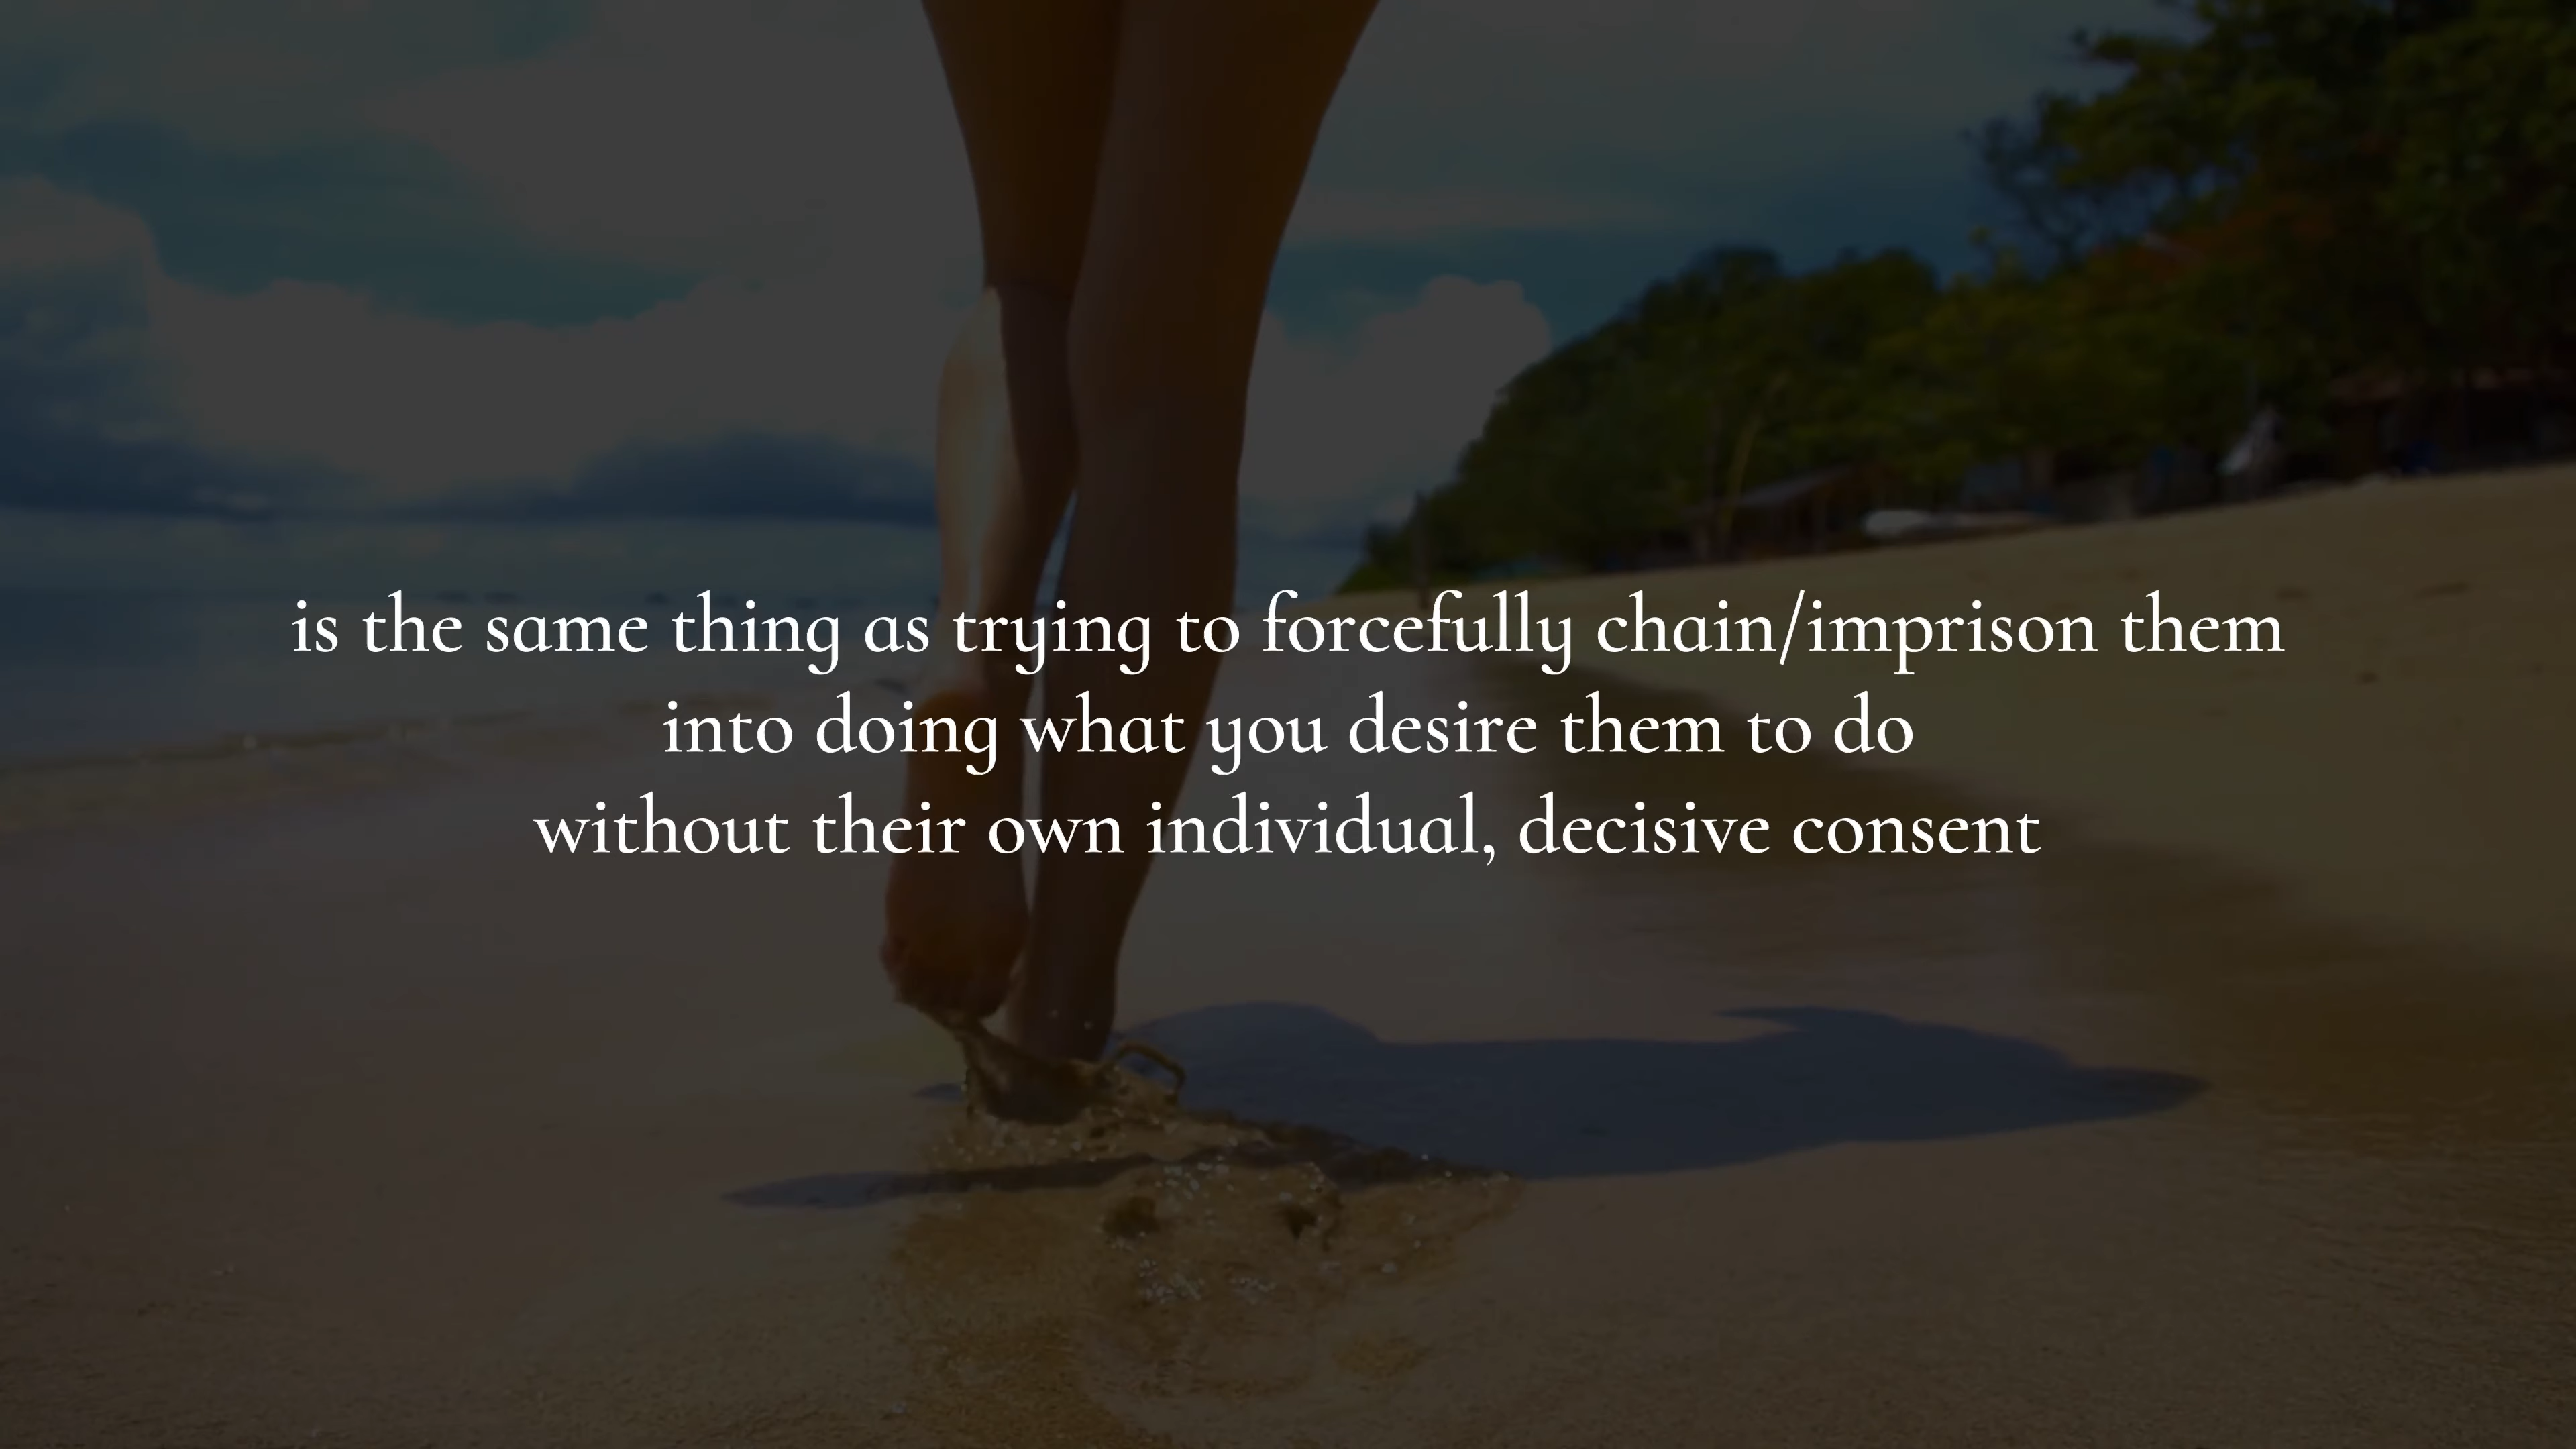 is the same thing as trying to forcefully chain/imprison them
into doing what you desire them to do
without their own individual, decisive consent